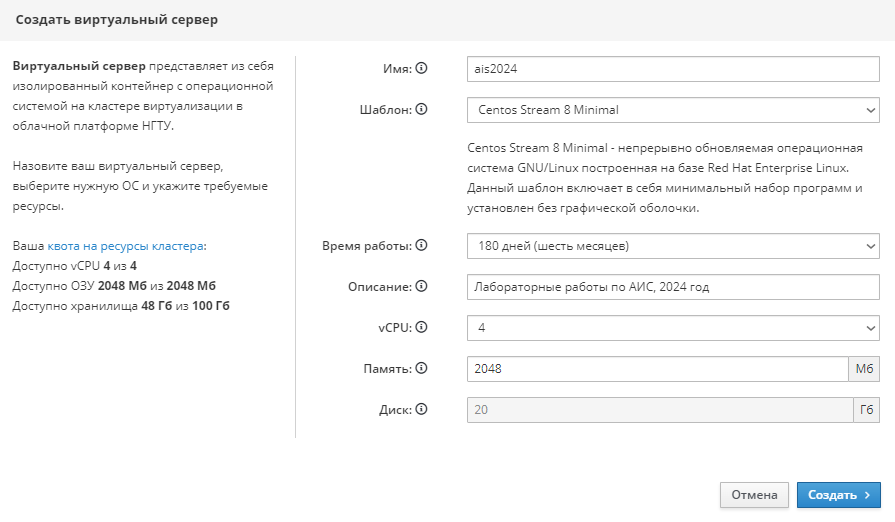 Создать виртуальный сервер
Виртуальный сервер представляет из себя
изолированный контейнер с операционной
системой на кластере виртуализации в
облачной платформе НГТУ.
Назовите ваш виртуальный сервер,
выберите нужную ОС и укажите требуемые
ресурсы.
Ваша квота на ресурсы кластера:
Доступно vCPU 4 из 4
Доступно ОЗУ 2048 Мб из 2048 Мб
Доступно хранилища 48 Гб из 100 Гб
Имя: ais2024
Шаблон: Centos Stream 8 Minimal
Centos Stream 8 Minimal - непрерывно обновляемая операционная
система GNU/Linux построенная на базе Red Hat Enterprise Linux.
Данный шаблон включает в себя минимальный набор программ и
установлен без графической оболочки.
Время работы: 180 дней (шесть месяцев)
Описание: Лабораторные работы по АИС, 2024 год
vCPU: 4
Память: 2048 Мб
Диск: 20 Гб
Отмена Создать